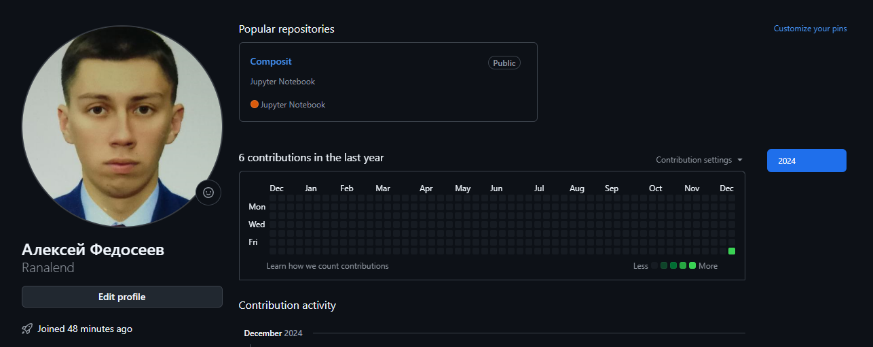 Popular repositories
Customize your pins
Composit
Public
Jupyter Notebook
Jupyter Notebook
6 contributions in the last year
Contribution settings
2024
Dec Jan Feb Mar Apr May Jun Jul Aug Sep Oct Nov Dec
Mon
Wed
Fri
Learn how we count contributions
Less More
Алексей Федосеев
Ranalend
Edit profile
Joined 48 minutes ago
Contribution activity
December 2024